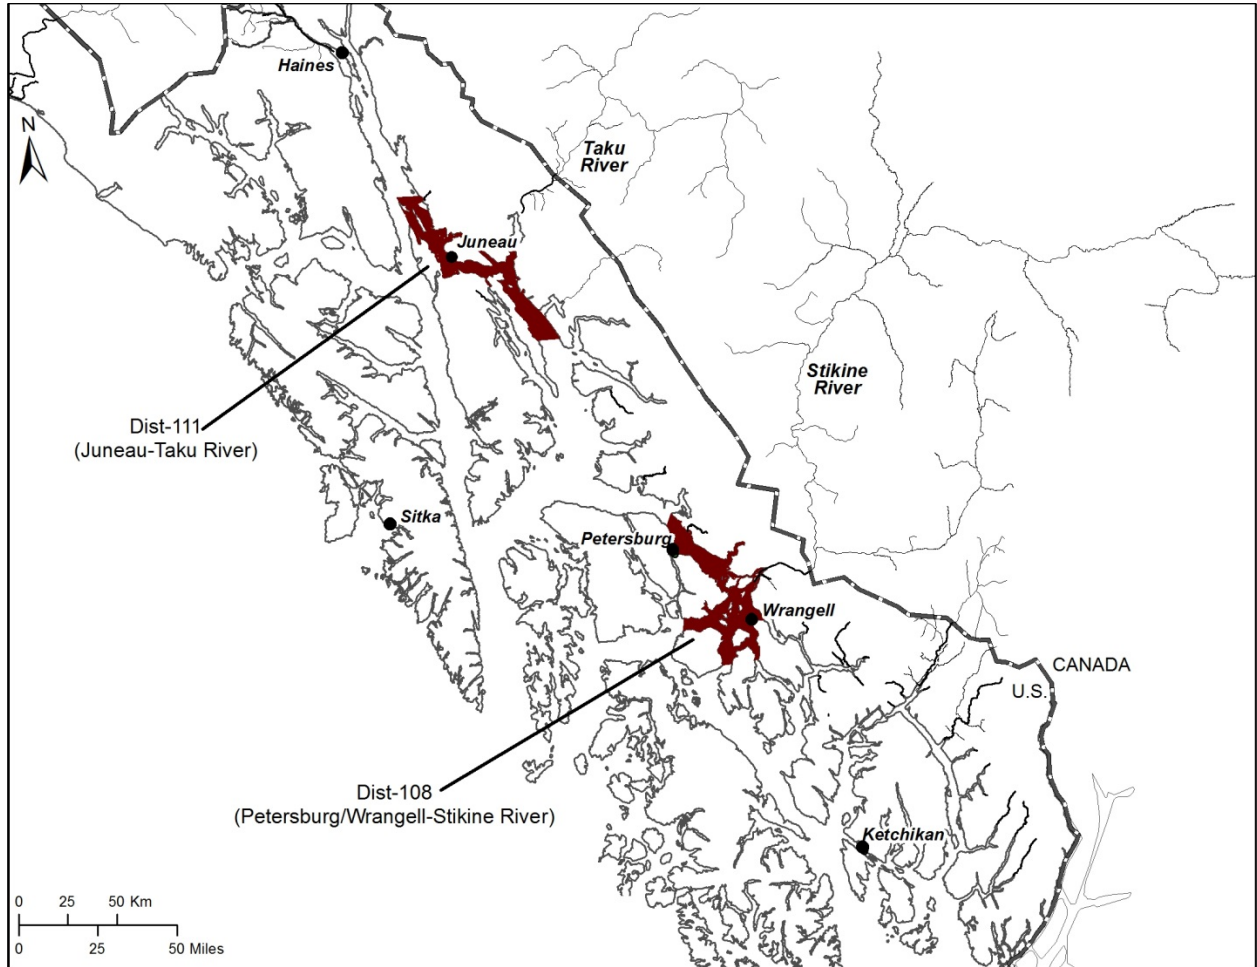 Haines
N
Taku
River
Juneau
Stikine
River
Dist-111
(Juneau-Taku River)
Sitka
Petersburg
Wrangell
CANADA
U.S.
Dist-108
(Petersburg/Wrangell-Stikine River)
Ketchikan
0 25 50 Km
0 25 50 Miles